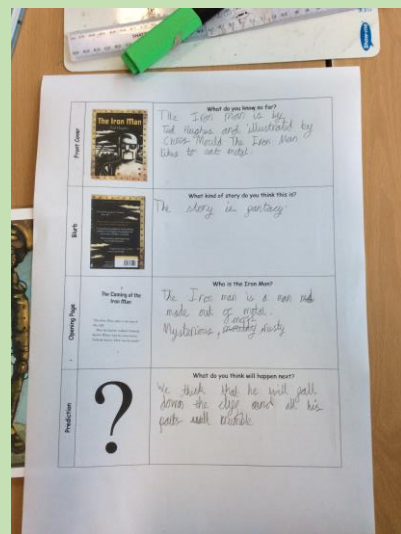 Front Cover
The Iron Man
Ted Hughes
What do you know so far?
The Iron Man is by
Ted Hughes and illustrated by
Chris Mould The Iron Man
likes to eat metal
Blurb
What kind of story do you think this is?
The story is fantasy.
Opening Page
The Coming of the
Iron Man
Who is the Iron Man?
The Iron man is a man
made out of metal.
Mysterious, rusty
Prediction
?
What do you think will happen next?
We think that he will fall
down the cliff and all his
parts will